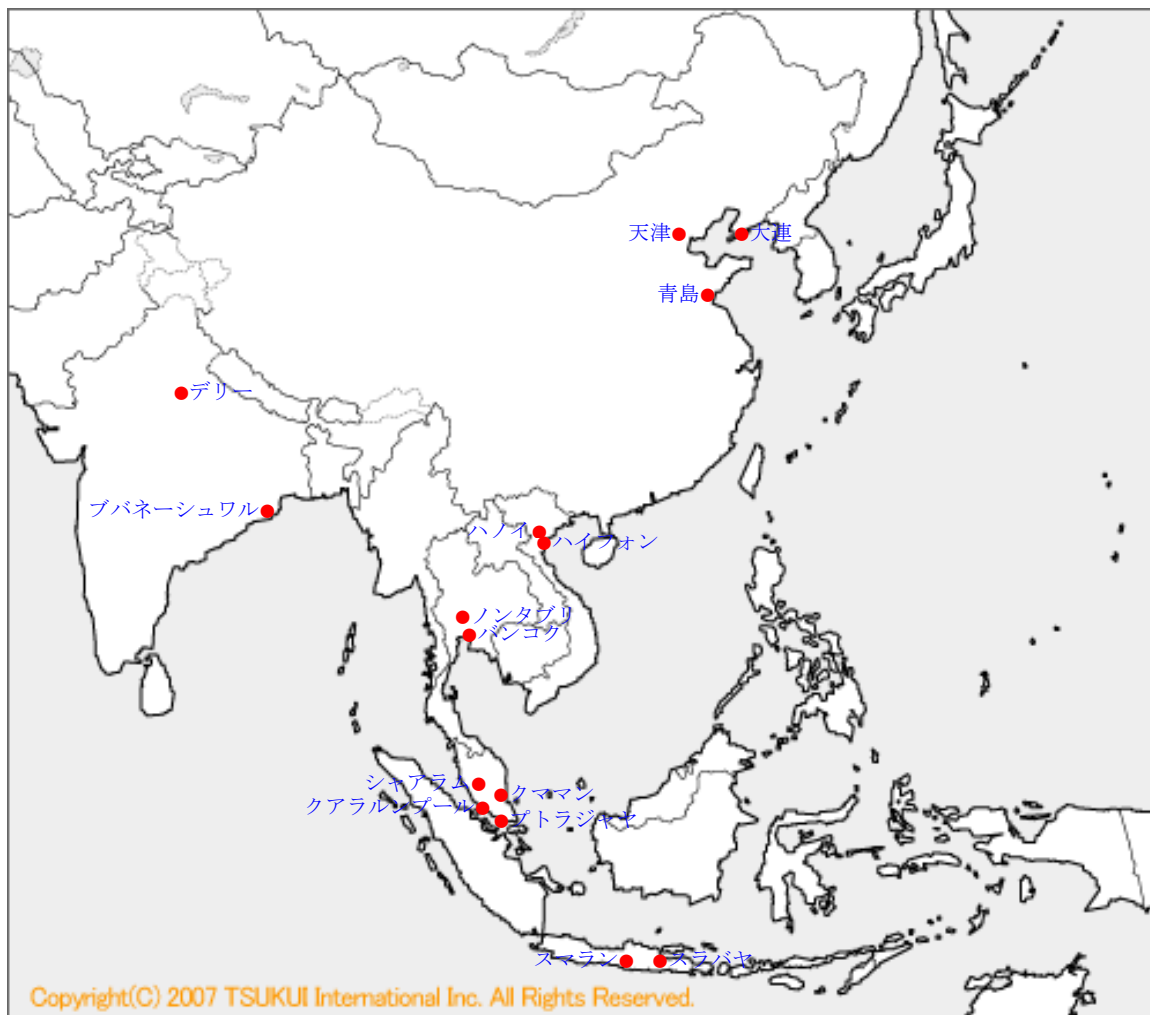 天津
大連
青島
デリー
ブバネーシュワル
ハノイ
ハイフォン
ノンタブリ
バンコク
シャアラム
クママン
クアラルンプール
プトラジャヤ
スマラン
スラバヤ
Copyright(C) 2007 TSUKUI International Inc. All Rights Reserved.